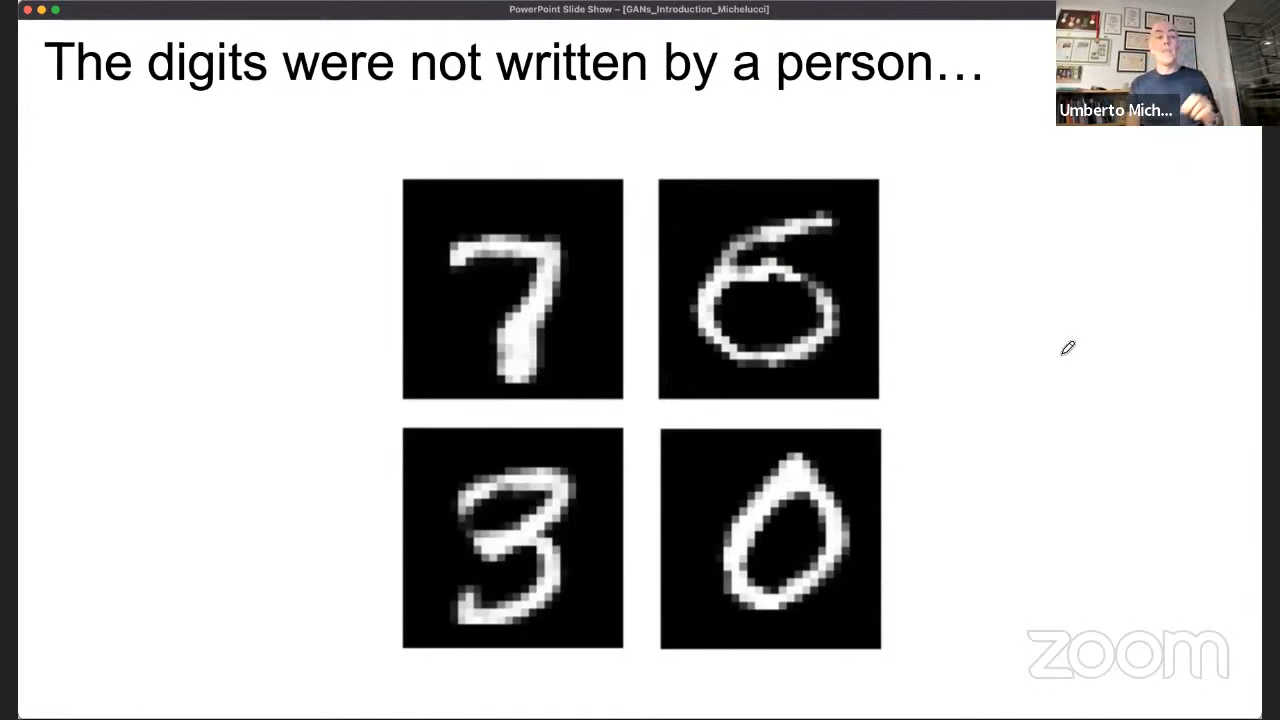 PowerPoint Slide Show – [GANs_Introduction_Michelucci]
The digits were not written by a person…
Umberto Mich...
7
6
3
0
zoom